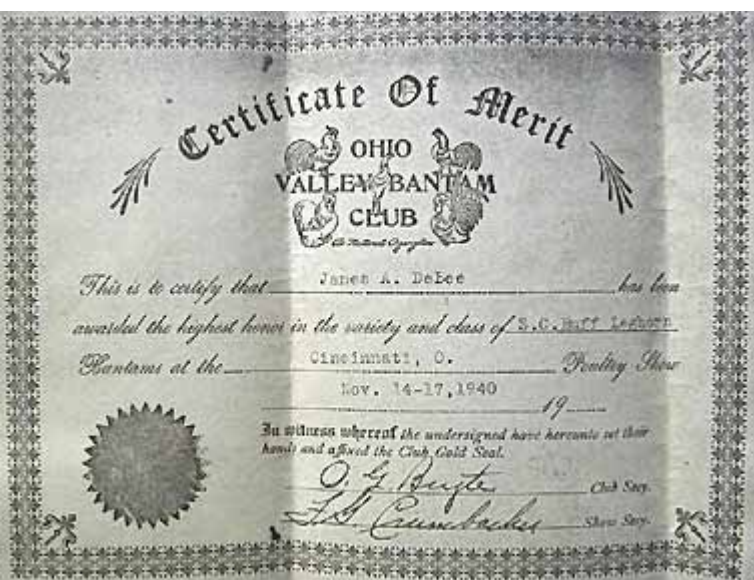 Certificate Of Merit
OHIO
VALLEY BANTAM
CLUB
This is to certify that James A. has been
awarded the highest honor in the variety and class of S.C. Buff Leghorn
Bantams at the Cincinnati, O. Poultry Show
Nov. 14-17, 1940 19
In witness whereof the undersigned have hereunto set their
hands and affixed the Club Gold Seal.
O. G. Club Secy.
Show Secy.